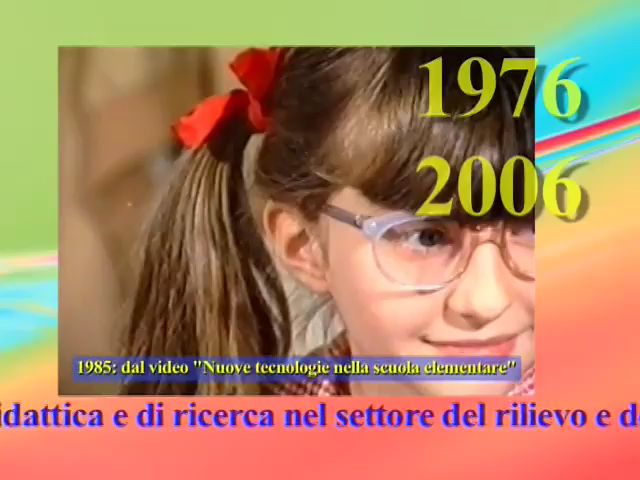 1976
2006
1985: dal video "Nuove tecnologie nella scuola elementare"
idattica e di ricerca nel settore del rilievo e d